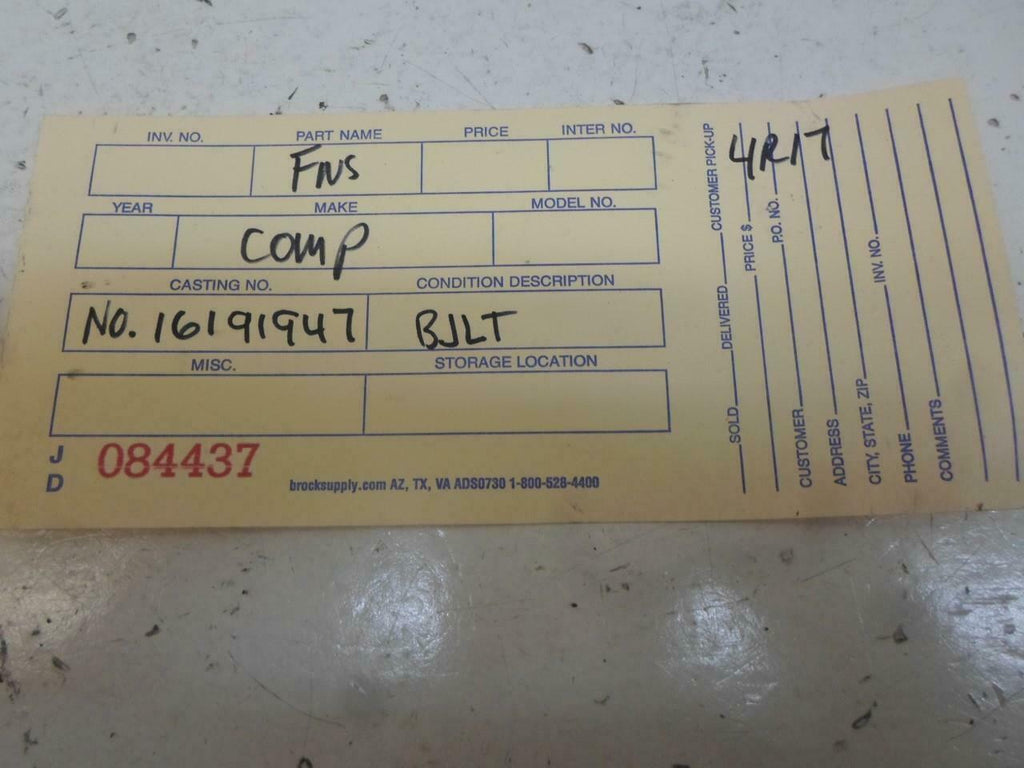 INV. NO. PART NAME PRICE INTER NO.
FNS
YEAR MAKE MODEL NO.
COMP
CASTING NO. CONDITION DESCRIPTION
NO. 16191947 BJLT
MISC. STORAGE LOCATION
J
D
084437
brocksupply.com AZ, TX, VA ADS0730 1-800-528-4400
4R17
SOLD DELIVERED CUSTOMER PICK-UP
PRICE $
P.O. NO.
CUSTOMER
ADDRESS
CITY, STATE, ZIP
INV. NO.
PHONE
COMMENTS